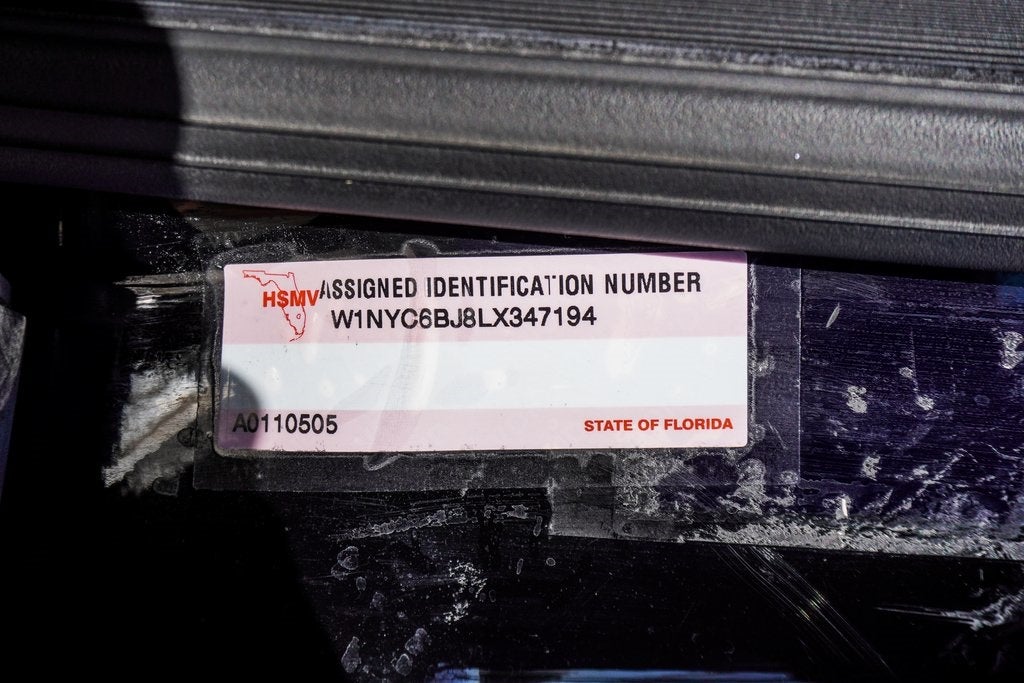 HSMV ASSIGNED IDENTIFICATION NUMBER
W1NYC6BJ8LX347194
A0110505
STATE OF FLORIDA